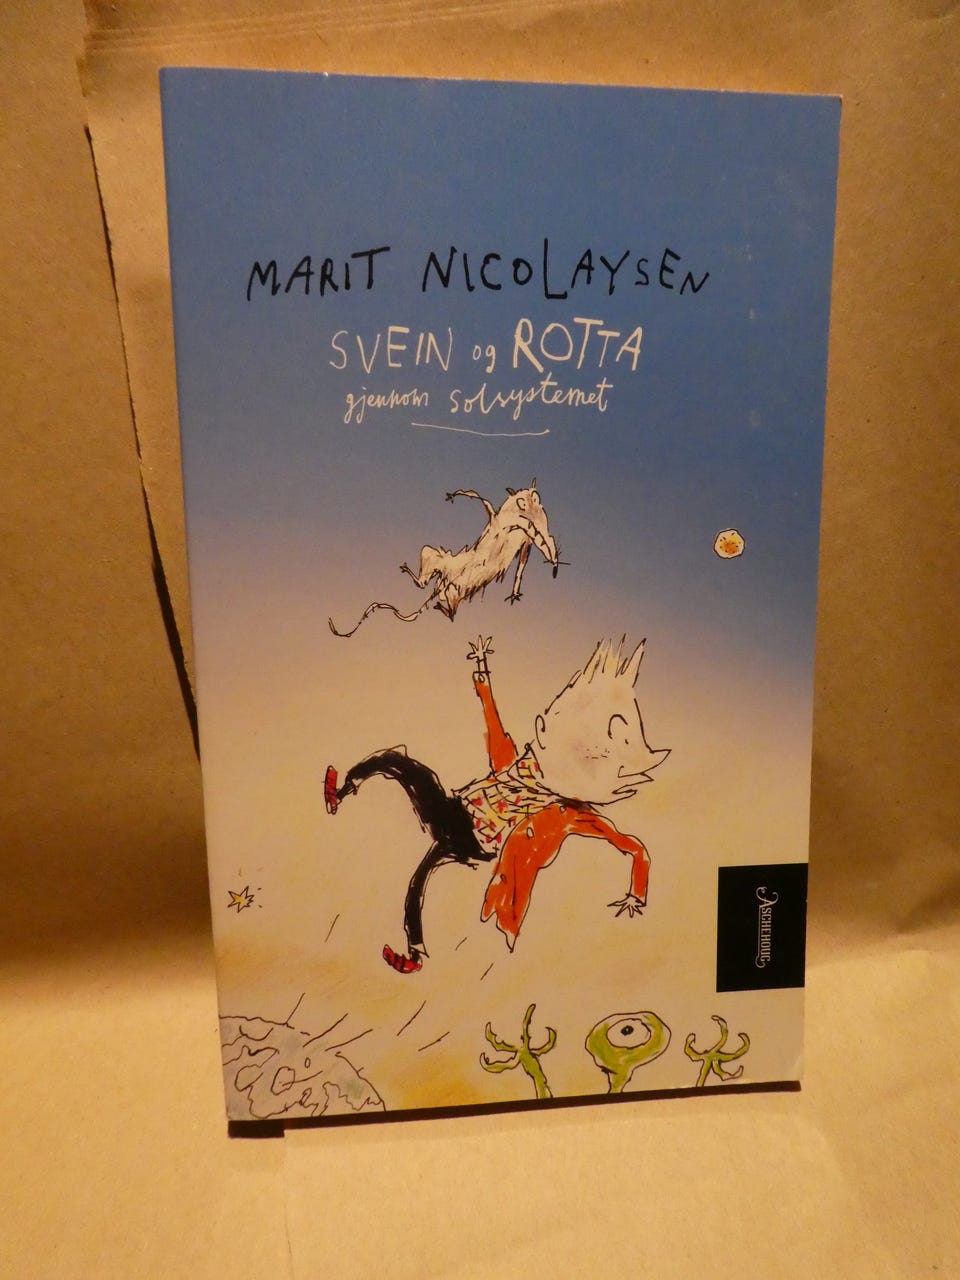 MARIT NICOLAYSEN
SVEIN og ROTTA
gjennom solsystemet
ASCHEHOUG